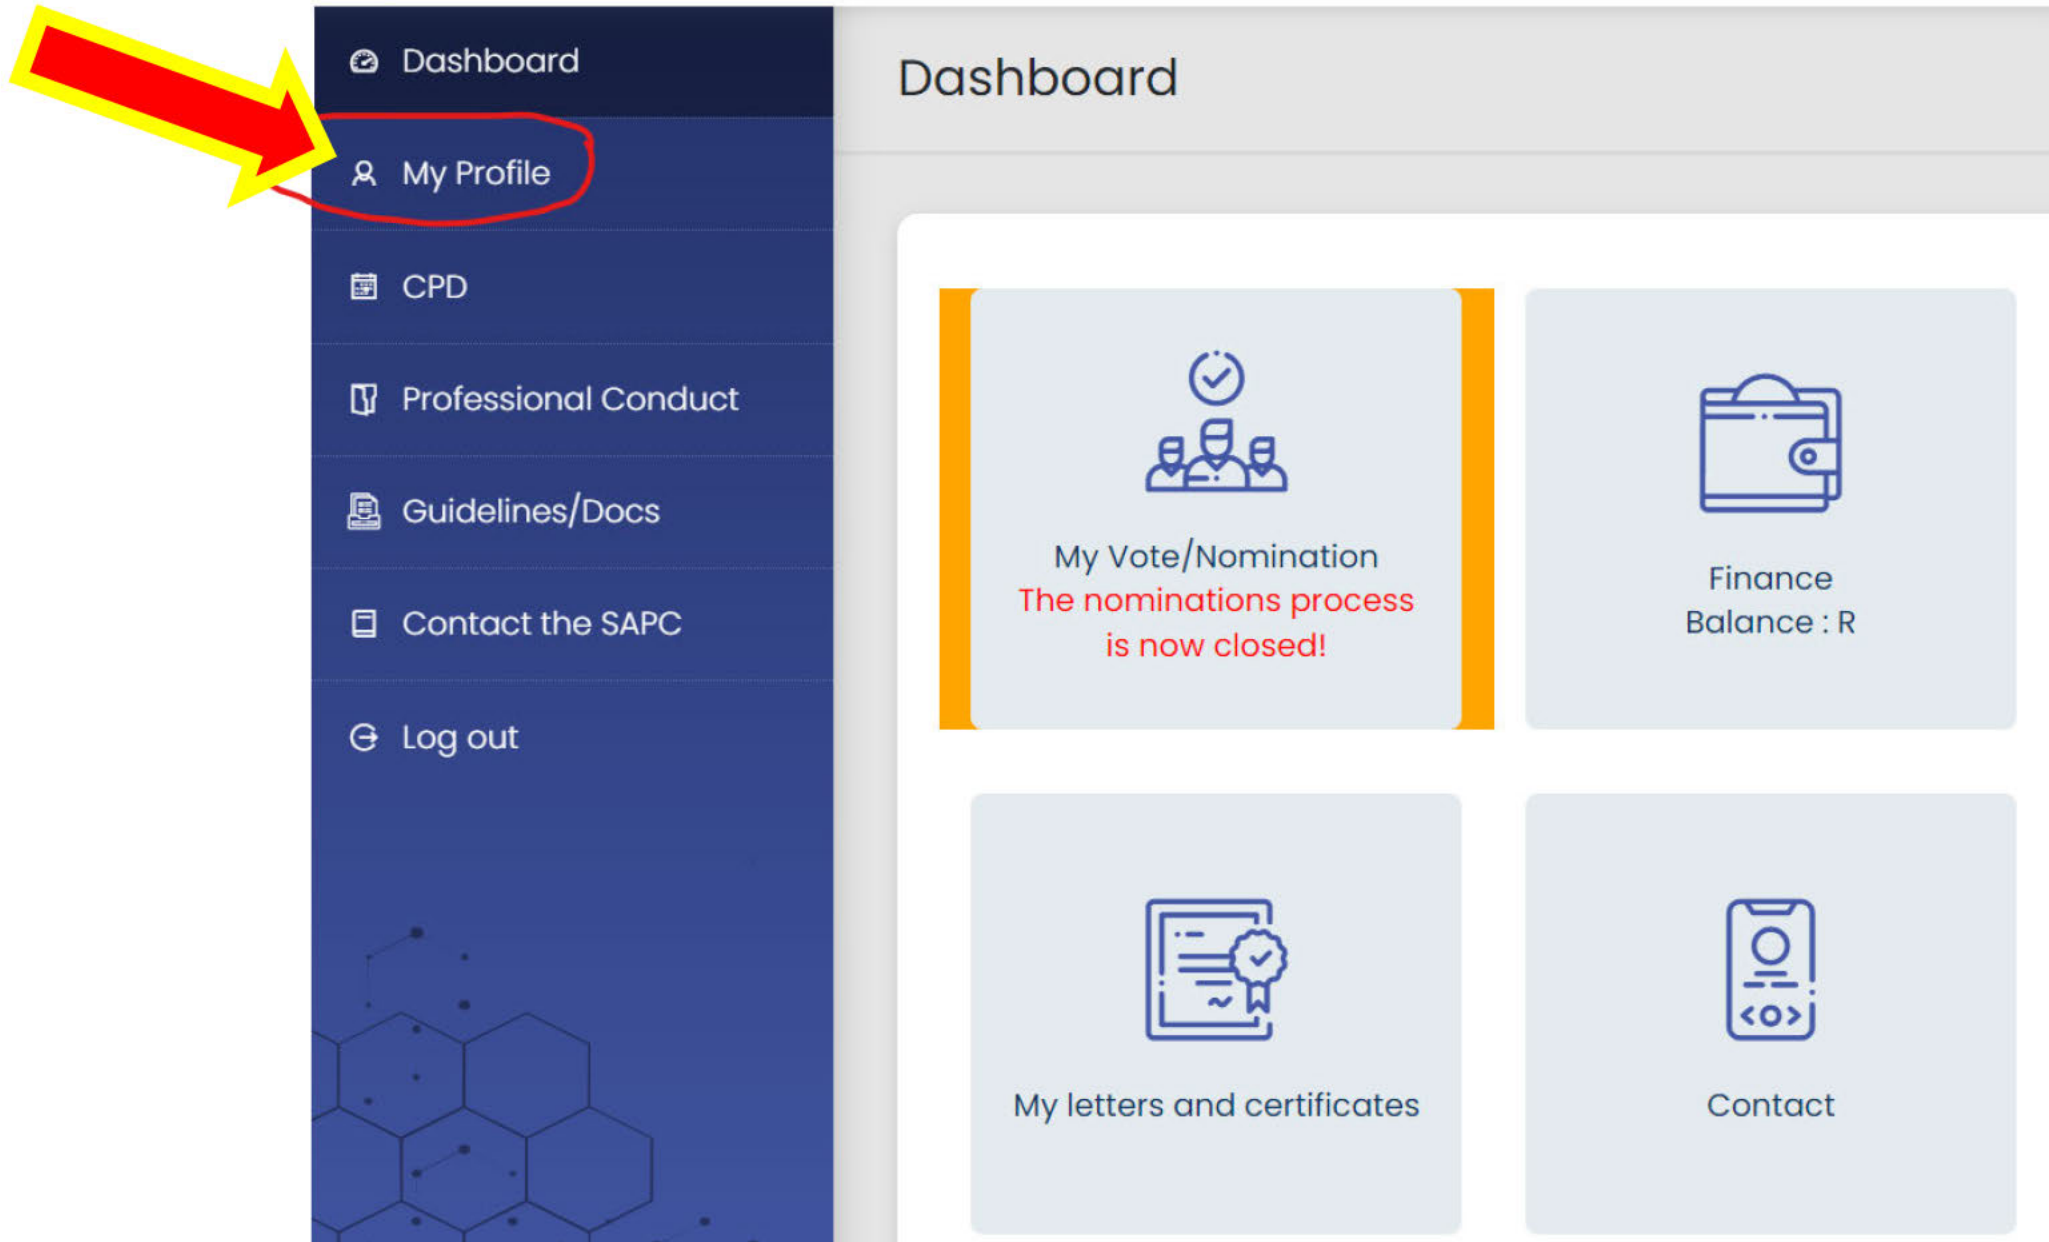 Dashboard
My Profile
CPD
Professional Conduct
Guidelines/Docs
Contact the SAPC
Log out
Dashboard
My Vote/Nomination
The nominations process
is now closed!
Finance
Balance : R
My letters and certificates
Contact